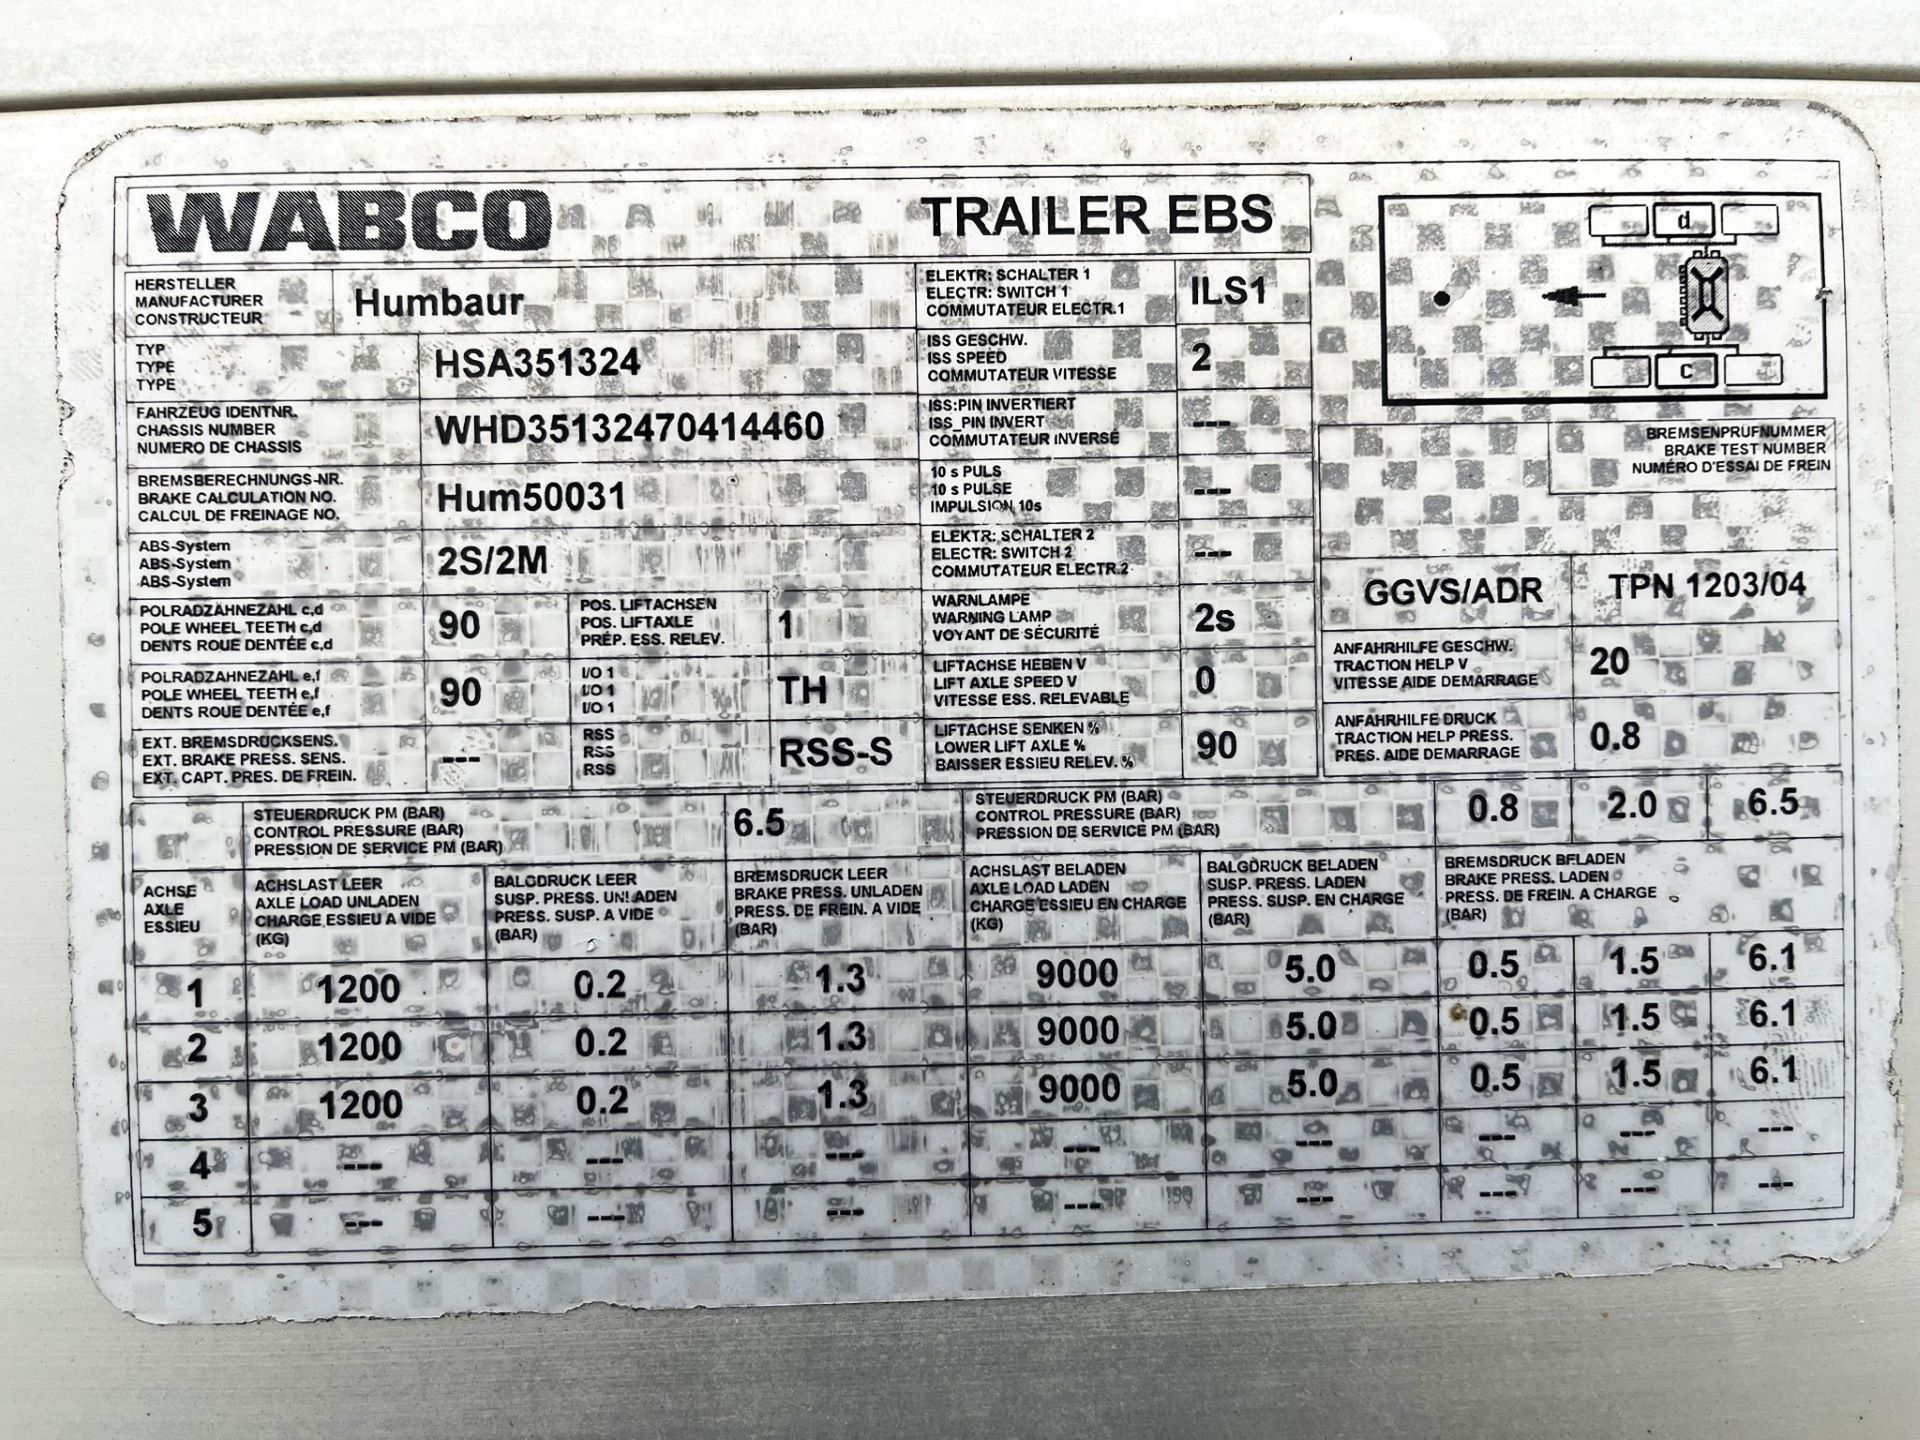 WABCO TRAILER EBS
HERSTELLER
MANUFACTURER
CONSTRUCTEUR
Humbaur
TYP
TYPE
TYPE
HSA351324
FAHRZEUG IDENTNR.
CHASSIS NUMBER
NUMERO DE CHASSIS
WHD35132470414460
BREMSBERECHNUNGS-NR.
BRAKE CALCULATION NO.
CALCUL DE FREINAGE NO.
Hum50031
ABS-System
ABS-System
ABS-System
2S/2M
POLRADZAHNEZAHL c,d
POLE WHEEL TEETH c,d
DENTS ROUE DENTÉE c,d
90
POS. LIFTACHSEN
POS. LIFTAXLE
PRÉP. ESS. RELEV.
1
POLRADZAHNEZAHL e,f
POLE WHEEL TEETH e,f
DENTS ROUE DENTÉE e,f
90
I/O 1
I/O 1
I/O 1
TH
EXT. BREMSDRUCKSENS.
EXT. BRAKE PRESS. SENS.
EXT. CAPT. PRES. DE FREIN.
---
RSS
RSS
RSS
RSS-S
ELEKTR: SCHALTER 1
ELECTR: SWITCH 1
COMMUTATEUR ELECTR.1
ILS1
ISS GESCHW.
ISS SPEED
COMMUTATEUR VITESSE
2
ISS:PIN INVERTIERT
ISS_PIN INVERT
COMMUTATEUR INVERSÉ
---
10 s PULS
10 s PULSE
IMPULSION 10s
---
ELEKTR: SCHALTER 2
ELECTR: SWITCH 2
COMMUTATEUR ELECTR.2
---
WARNLAMPE
WARNING LAMP
VOYANT DE SÉCURITÉ
2s
LIFTACHSE HEBEN V
LIFT AXLE SPEED V
VITESSE ESS. RELEVABLE
0
LIFTACHSE SENKEN %
LOWER LIFT AXLE %
BAISSER ESSIEU RELEV. %
90
d
c
BREMSENPRÜFNUMMER
BRAKE TEST NUMBER
NUMÉRO D'ESSAI DE FREIN
GGVS/ADR TPN 1203/04
ANFAHRHILFE GESCHW.
TRACTION HELP V
VITESSE AIDE DEMARRAGE
20
ANFAHRHILFE DRUCK
TRACTION HELP PRESS.
PRES. AIDE DEMARRAGE
0.8
STEUERDRUCK PM (BAR)
CONTROL PRESSURE (BAR)
PRESSION DE SERVICE PM (BAR)
6.5
STEUERDRUCK PM (BAR)
CONTROL PRESSURE (BAR)
PRESSION DE SERVICE PM (BAR)
0.8 2.0 6.5
ACHSE
AXLE
ESSIEU
ACHSLAST LEER
AXLE LOAD UNLADEN
CHARGE ESSIEU A VIDE
(KG)
BALGDRUCK LEER
SUSP. PRESS. UNLADEN
PRESS. SUSP. A VIDE
(BAR)
BREMSDRUCK LEER
BRAKE PRESS. UNLADEN
PRESS. DE FREIN. A VIDE
(BAR)
ACHSLAST BELADEN
AXLE LOAD LADEN
CHARGE ESSIEU EN CHARGE
(KG)
BALGDRUCK BELADEN
SUSP. PRESS. LADEN
PRESS. SUSP. EN CHARGE
(BAR)
BREMSDRUCK BELADEN
BRAKE PRESS. LADEN
PRESS. DE FREIN. A CHARGE
(BAR)
1 1200 0.2 1.3 9000 5.0 0.5 1.5 6.1
2 1200 0.2 1.3 9000 5.0 0.5 1.5 6.1
3 1200 0.2 1.3 9000 5.0 0.5 1.5 6.1
4 --- --- --- --- --- --- --- ---
5 --- --- --- --- --- --- --- ---